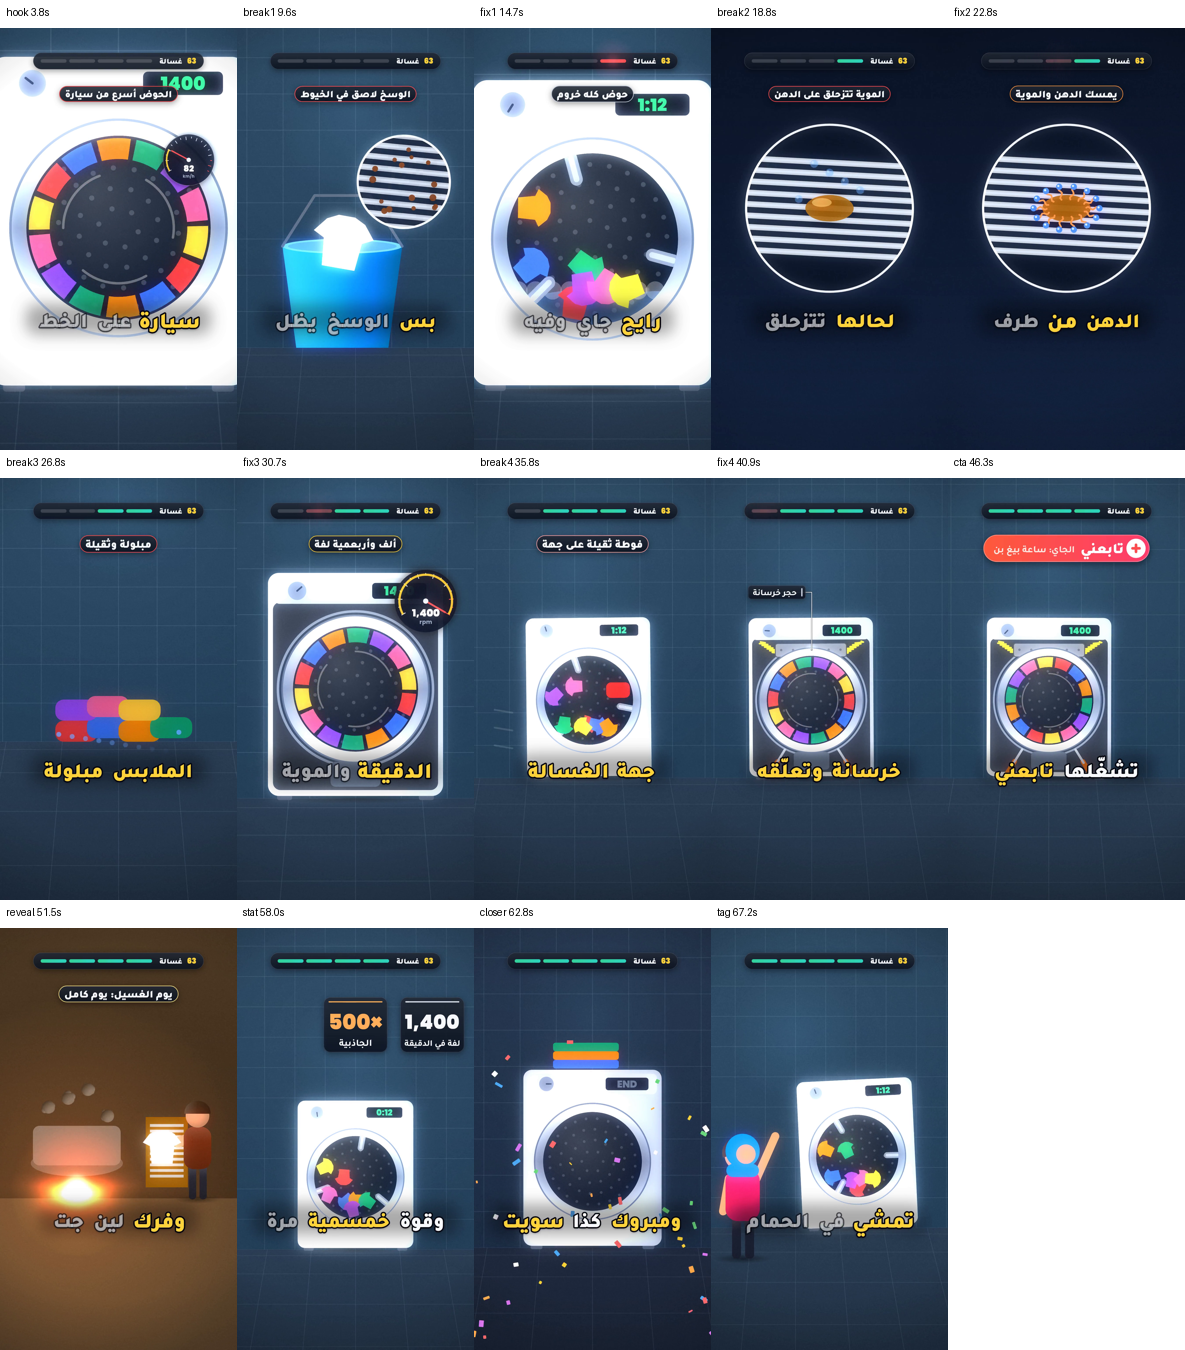 hook 3.8s
63 غسالة
1400
الحوض أسرع من سيارة
82
km/h
سيارة على الخط
break1 9.6s
63 غسالة
الوسخ لاصق في الخيوط
بس الوسخ يظل
fix1 14.7s
63 غسالة
حوض كله خروم
1:12
رايح جاي وفيه
break2 18.8s
63 غسالة
الموية تتزحلق على الدهن
لحالها تتزحلق
fix2 22.8s
63 غسالة
يمسك الدهن والموية
الدهن من طرف
break3 26.8s
63 غسالة
مبلولة وثقيلة
الملابس مبلولة
fix3 30.7s
63 غسالة
ألف وأربعمية لفة
14
1,400
rpm
الدقيقة والموية
break4 35.8s
63 غسالة
فوطة ثقيلة على جهة
1:12
جهة الغسالة
fix4 40.9s
63 غسالة
حجر خرسانة
1400
خرسانة وتعلّقه
cta 46.3s
63 غسالة
تابعني الجاي: ساعة بيغ بن
1400
تشغّلها تابعني
reveal 51.5s
63 غسالة
يوم الغسيل: يوم كامل
وفرك لين جت
stat 58.0s
63 غسالة
1,400
لفة في الدقيقة
500×
الجاذبية
0:12
وقوة خمسمية مرة
closer 62.8s
63 غسالة
END
ومبروك كذا سويت
tag 67.2s
63 غسالة
1:12
تمشي في الحمام